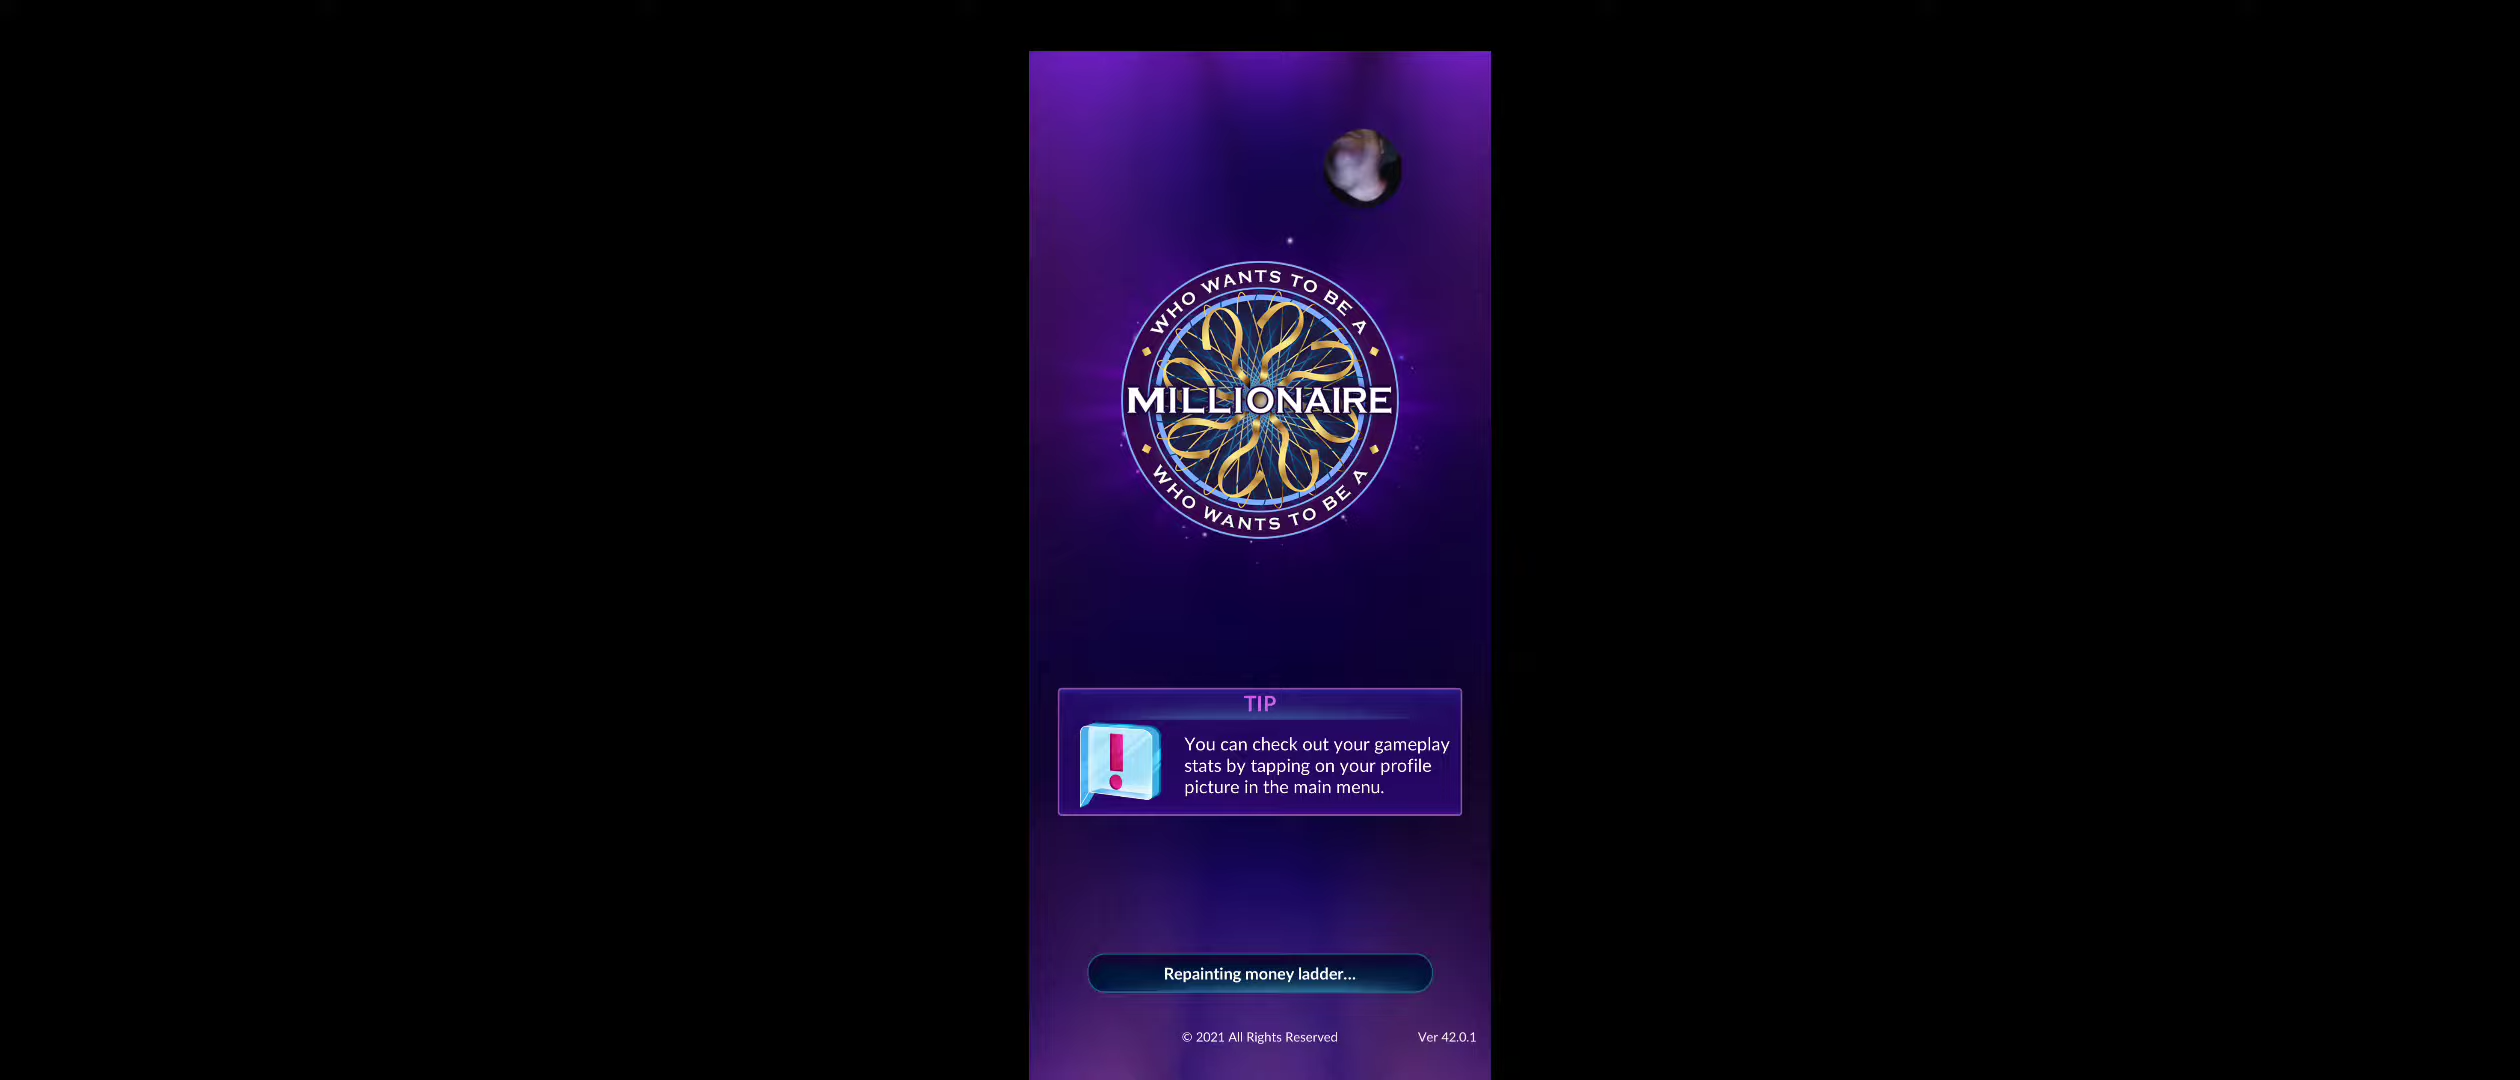 WHO WANTS TO BE A
MILLIONAIRE
WHO WANTS TO BE A
TIP
You can check out your gameplay
stats by tapping on your profile
picture in the main menu.
Repainting money ladder...
© 2021 All Rights Reserved
Ver 42.0.1